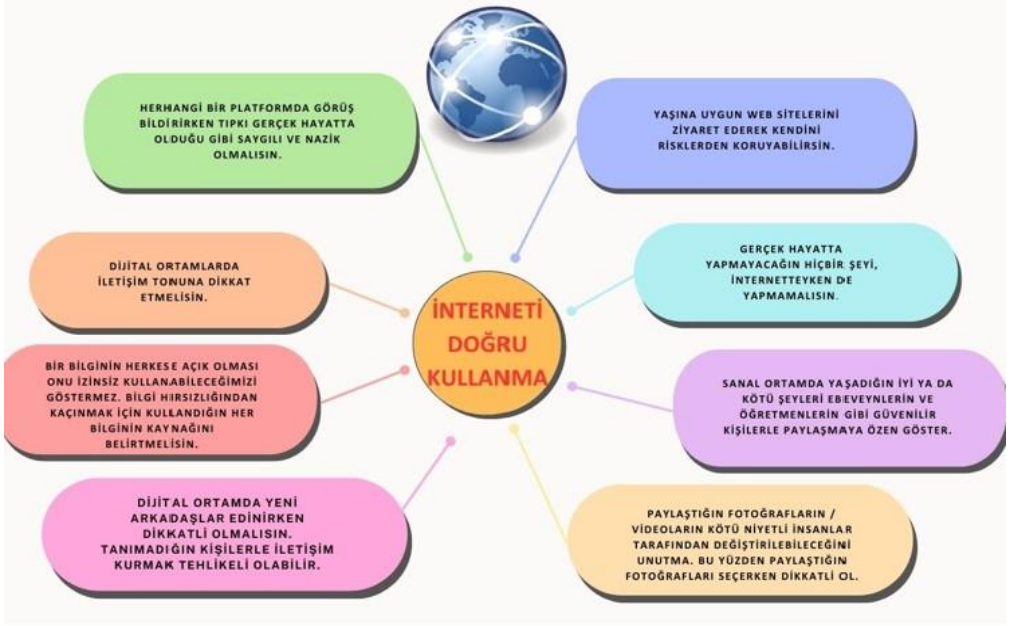 HERHANGİ BİR PLATFORMDA GÖRÜŞ
BİLDİRİRKEN TIPKI GERÇEK HAYATTA
OLDUĞU GİBİ SAYGILI VE NAZİK
OLMALISIN.
YAŞINA UYGUN WEB SİTELERİNİ
ZİYARET EDEREK KENDİNİ
RİSKLERDEN KORUYABİLİRSİN.
DİJİTAL ORTAMLARDA
İLETİŞİM TONUNA DİKKAT
ETMELİSİN.
GERÇEK HAYATTA
YAPMAYACAĞIN HİÇBİR ŞEYİ,
İNTERNETTEYKEN DE
YAPMAMALISIN.
İNTERNETİ
DOĞRU
KULLANMA
BİR BİLGİNİN HERKESE AÇIK OLMASI
ONU İZİNSİZ KULLANABİLECEĞİMİZİ
GÖSTERMEZ. BİLGİ HIRSIZLIĞINDAN
KAÇINMAK İÇİN KULLANDIĞIN HER
BİLGİNİN KAYNAĞINI
BELİRTMELİSİN.
SANAL ORTAMDA YAŞADIĞIN İYİ YA DA
KÖTÜ ŞEYLERİ EBEVEYNLERİN VE
ÖĞRETMENLERİN GİBİ GÜVENİLİR
KİŞİLERLE PAYLAŞMAYA ÖZEN GÖSTER.
DİJİTAL ORTAMDA YENİ
ARKADAŞLAR EDİNİRKEN
DİKKATLİ OLMALISIN.
TANIMADIĞIN KİŞİLERLE İLETİŞİM
KURMAK TEHLİKELİ OLABİLİR.
PAYLAŞTIĞIN FOTOĞRAFLARIN /
VİDEOLARIN KÖTÜ NİYETLİ İNSANLAR
TARAFINDAN DEĞİŞTİRİLEBİLECEĞİNİ
UNUTMA. BU YÜZDEN PAYLAŞTIĞIN
FOTOĞRAFLARI SEÇERKEN DİKKATLİ OL.